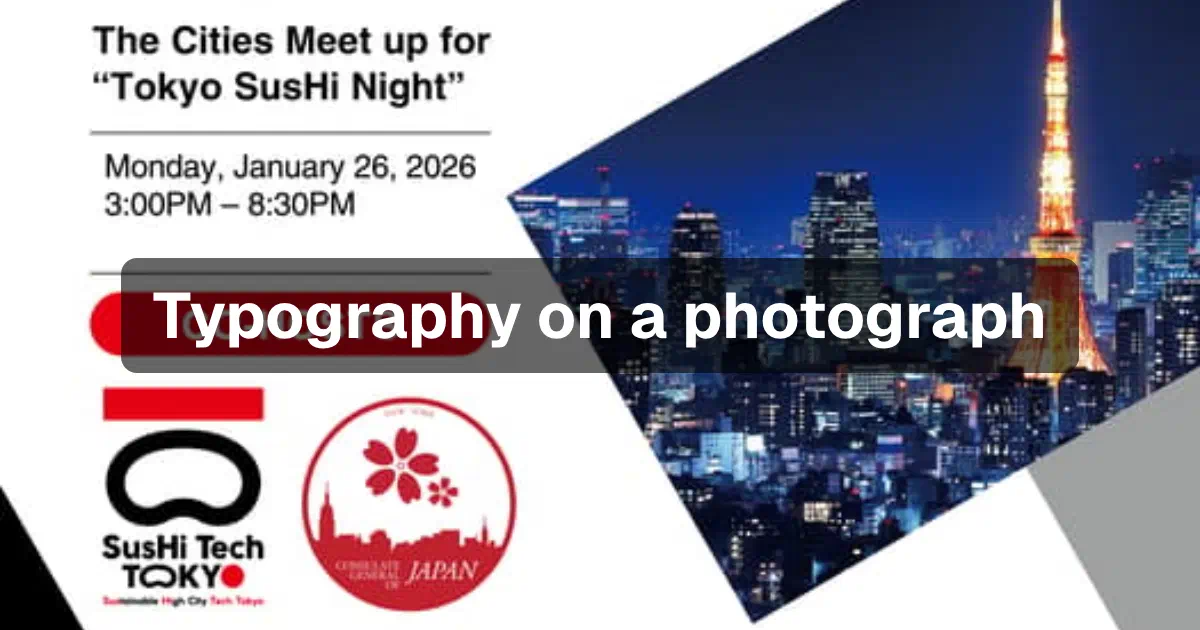 The Cities Meet up for
“Tokyo SusHi Night”
Monday, January 26, 2026
3:00PM – 8:30PM
Typography on a photograph
SusHi Tech
TOKYO
Sustainable High City Tech Tokyo
NEW YORK
CONSULATE
GENERAL
OF JAPAN